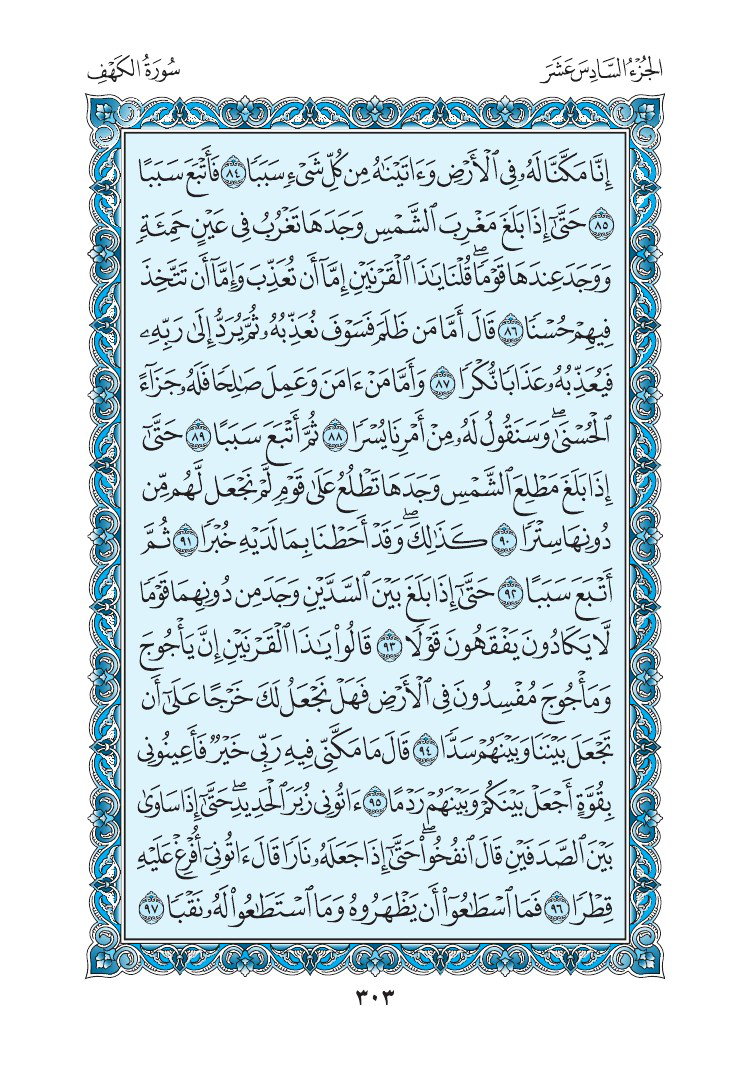 الجُزْءُ السَّادِسَ عَشَرَ
سُورَةُ الكَهْفِ
إِنَّا مَكَّنَّا لَهُۥ فِي ٱلْأَرْضِ وَءَاتَيْنَٰهُ مِن كُلِّ شَيْءٖ سَبَبٗا ٨٤ فَأَتْبَعَ سَبَبًا
٨٥ حَتَّىٰٓ إِذَا بَلَغَ مَغْرِبَ ٱلشَّمْسِ وَجَدَهَا تَغْرُبُ فِي عَيْنٍ حَمِئَةٖ
وَوَجَدَ عِندَهَا قَوْمٗاۖ قُلْنَا يَٰذَا ٱلْقَرْنَيْنِ إِمَّآ أَن تُعَذِّبَ وَإِمَّآ أَن تَتَّخِذَ
فِيهِمْ حُسْنٗا ٨٦ قَالَ أَمَّا مَن ظَلَمَ فَسَوْفَ نُعَذِّبُهُۥ ثُمَّ يُرَدُّ إِلَىٰ رَبِّهِۦ
فَيُعَذِّبُهُۥ عَذَابٗا نُّكْرٗا ٨٧ وَأَمَّا مَنْ ءَامَنَ وَعَمِلَ صَٰلِحٗا فَلَهُۥ جَزَآءً
ٱلْحُسْنَىٰۖ وَسَنَقُولُ لَهُۥ مِنْ أَمْرِنَا يُسْرٗا ٨٨ ثُمَّ أَتْبَعَ سَبَبًا ٨٩ حَتَّىٰٓ
إِذَا بَلَغَ مَطْلِعَ ٱلشَّمْسِ وَجَدَهَا تَطْلُعُ عَلَىٰ قَوْمٖ لَّمْ نَجْعَل لَّهُم مِّن
دُونِهَا سِتْرٗا ٩٠ كَذَٰلِكَۖ وَقَدْ أَحَطْنَا بِمَا لَدَيْهِ خُبْرٗا ٩١ ثُمَّ
أَتْبَعَ سَبَبًا ٩٢ حَتَّىٰٓ إِذَا بَلَغَ بَيْنَ ٱلسَّدَّيْنِ وَجَدَ مِن دُونِهِمَا قَوْمٗا
لَّا يَكَادُونَ يَفْقَهُونَ قَوْلٗا ٩٣ قَالُوا۟ يَٰذَا ٱلْقَرْنَيْنِ إِنَّ يَأْجُوجَ
وَمَأْجُوجَ مُفْسِدُونَ فِي ٱلْأَرْضِ فَهَلْ نَجْعَلُ لَكَ خَرْجًا عَلَىٰٓ أَن
تَجْعَلَ بَيْنَنَا وَبَيْنَهُمْ سَدّٗا ٩٤ قَالَ مَا مَكَّنِّي فِيهِ رَبِّي خَيْرٞ فَأَعِينُونِي
بِقُوَّةٍ أَجْعَلْ بَيْنَكُمْ وَبَيْنَهُمْ رَدْمًا ٩٥ ءَاتُونِي زُبَرَ ٱلْحَدِيدِۖ حَتَّىٰٓ إِذَا سَاوَىٰ
بَيْنَ ٱلصَّدَفَيْنِ قَالَ ٱنفُخُوا۟ۖ حَتَّىٰٓ إِذَا جَعَلَهُۥ نَارٗا قَالَ ءَاتُونِيٓ أُفْرِغْ عَلَيْهِ
قِطْرٗا ٩٦ فَمَا ٱسْطَٰعُوٓا۟ أَن يَظْهَرُوهُ وَمَا ٱسْتَطَٰعُوا۟ لَهُۥ نَقْبٗا ٩٧
٣٠٣